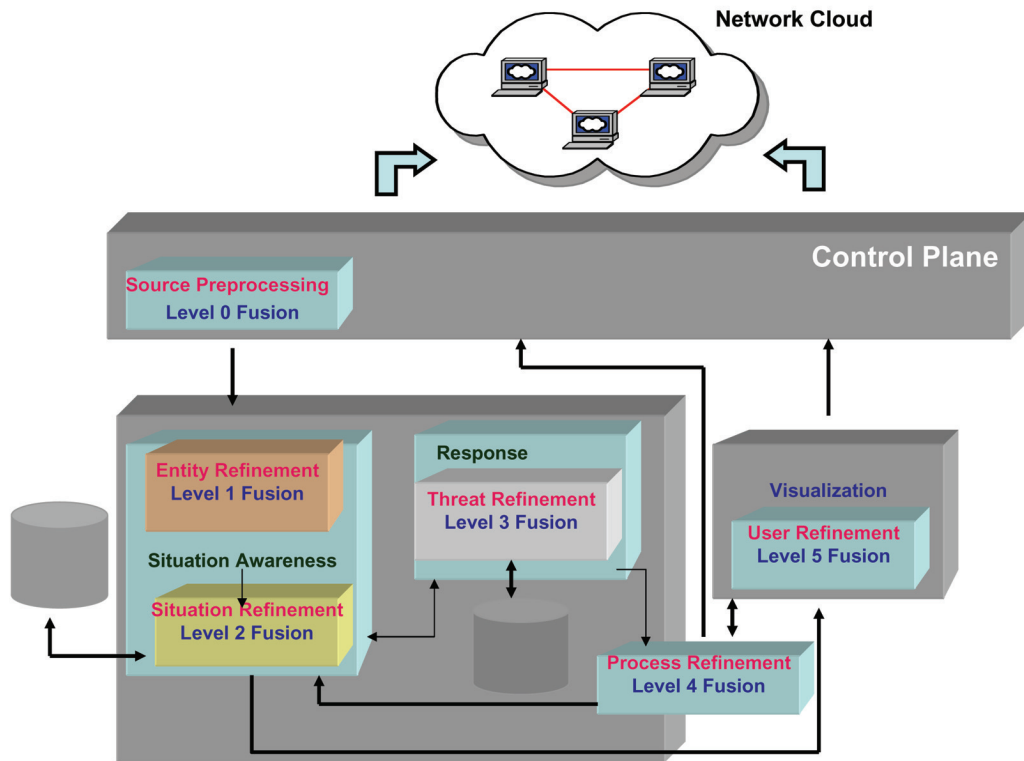 Network Cloud
Control Plane
Source Preprocessing
Level 0 Fusion
Entity Refinement
Level 1 Fusion
Situation Awareness
Situation Refinement
Level 2 Fusion
Response
Threat Refinement
Level 3 Fusion
Visualization
User Refinement
Level 5 Fusion
Process Refinement
Level 4 Fusion